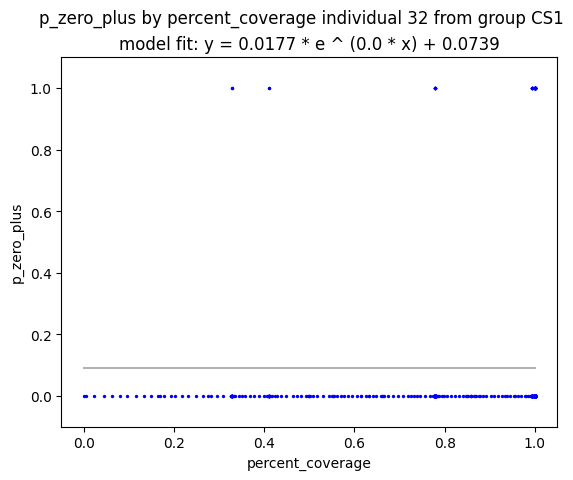 p_zero_plus by percent_coverage individual 32 from group CS1
model fit: y = 0.0177 * e ^ (0.0 * x) + 0.0739
1.0
0.8
0.6
0.4
0.2
0.0
p_zero_plus
0.0 0.2 0.4 0.6 0.8 1.0
percent_coverage